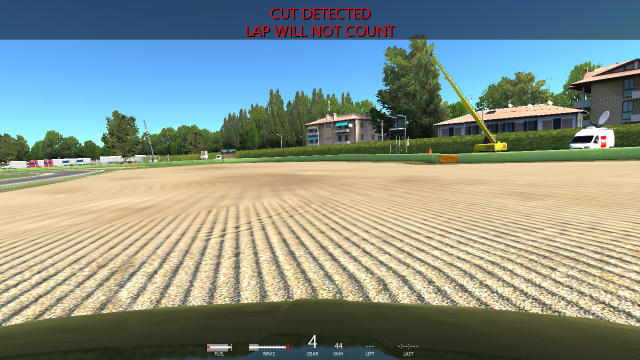 CUT DETECTED
LAP WILL NOT COUNT
4 44 --- -:--.---
FUEL RPMS GEAR KMH LEFT LAST